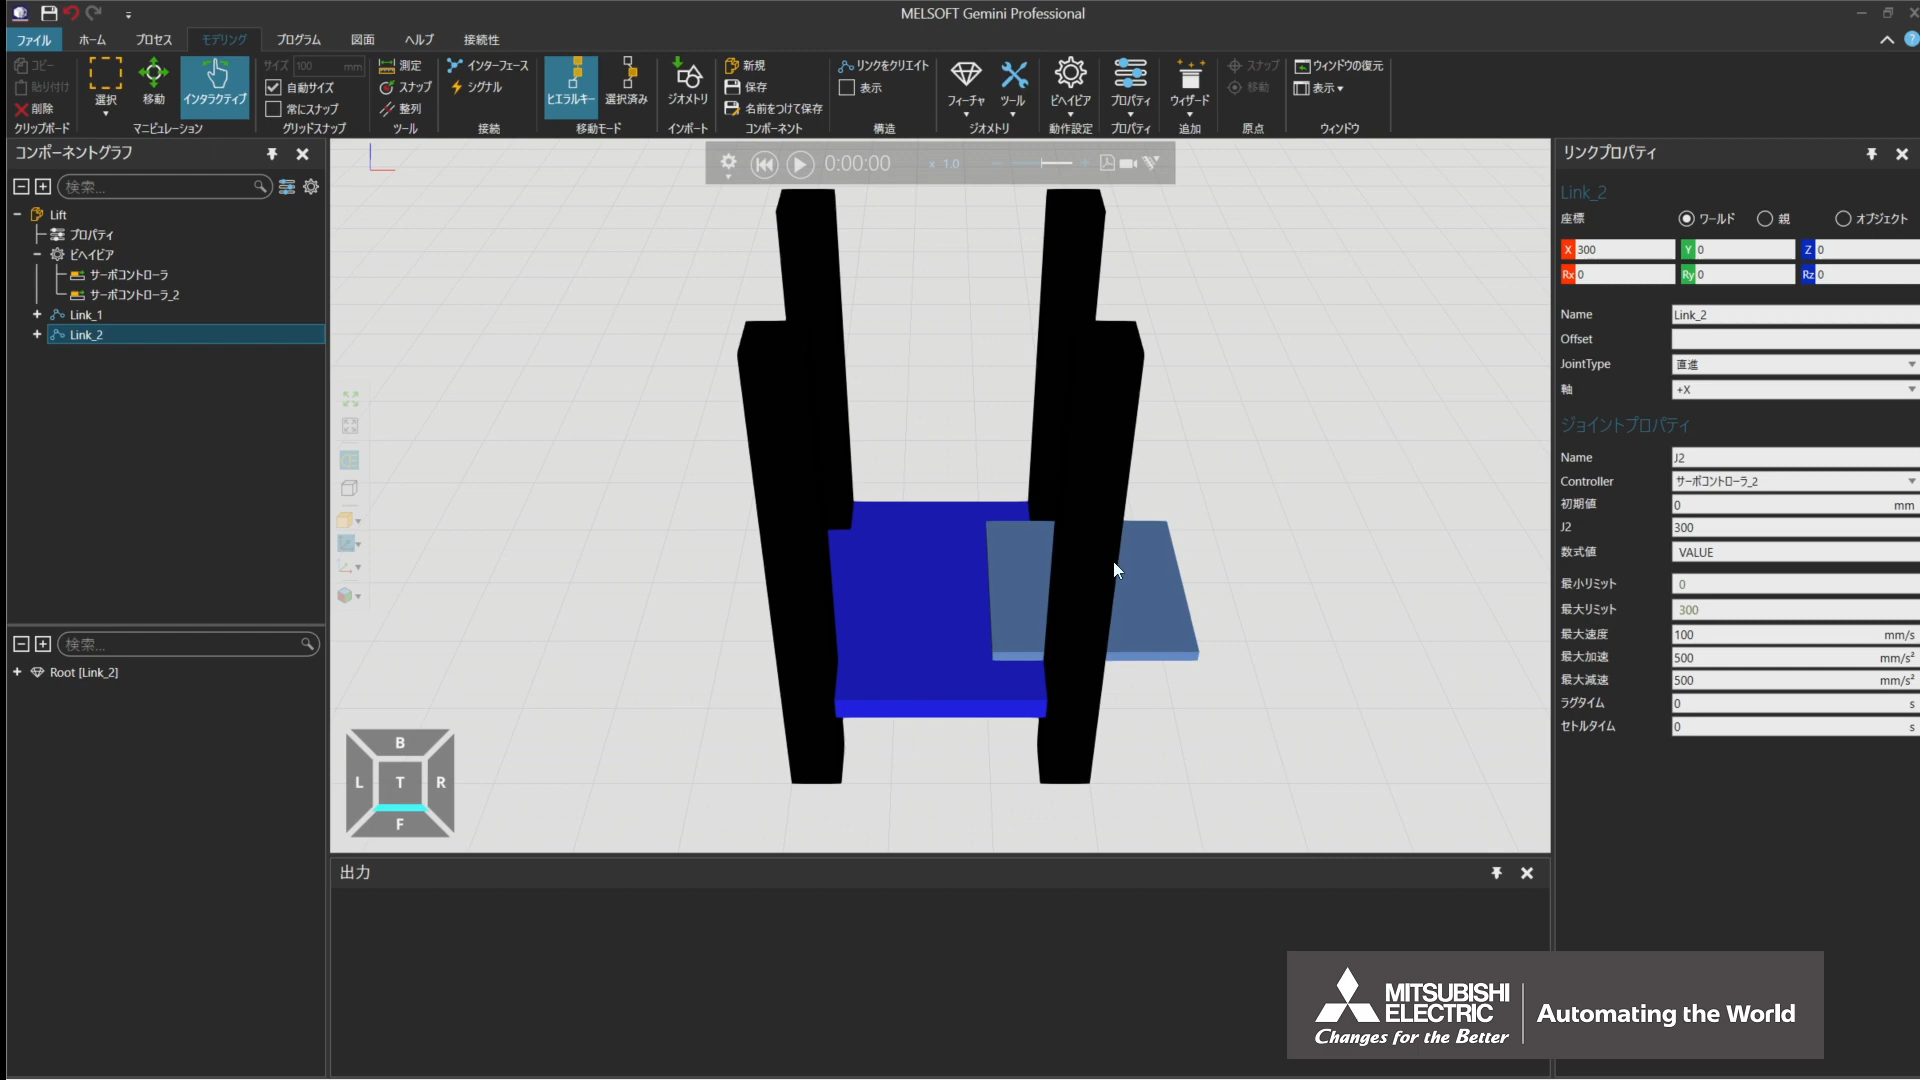 MELSOFT Gemini Professional
ファイル ホーム プロセス モデリング プログラム 図面 ヘルプ 接続性
コピー
貼り付け
削除
クリップボード
選択
移動
インタラクティブ
マニピュレーション
サイズ 100 mm
自動サイズ
常にスナップ
グリッドスナップ
測定
スナップ
整列
ツール
インターフェース
シグナル
接続
ヒエラルキー
選択済み
移動モード
ジオメトリ
インポート
新規
保存
名前をつけて保存
コンポーネント
リンクをクリエイト
表示
構造
フィーチャ
ツール
ジオメトリ
ビヘイビア
動作設定
プロパティ
プロパティ
ウィザード
追加
スナップ
移動
原点
ウィンドウの復元
表示
ウィンドウ
コンポーネントグラフ
検索...
Lift
プロパティ
ビヘイビア
サーボコントローラ
サーボコントローラ_2
Link_1
Link_2
検索...
Root [Link_2]
0:00:00 x 1.0
B
L T R
F
出力
リンクプロパティ
Link_2
座標 ワールド 親 オブジェクト
X 300 Y 0 Z 0
Rx 0 Ry 0 Rz 0
Name Link_2
Offset
JointType 直進
軸 +X
ジョイントプロパティ
Name J2
Controller サーボコントローラ_2
初期値 0 mm
J2 300
数式値 VALUE
最小リミット 0
最大リミット 300
最大速度 100 mm/s
最大加速 500 mm/s²
最大減速 500 mm/s²
ラグタイム 0 s
セトルタイム 0 s
MITSUBISHI
ELECTRIC
Changes for the Better
Automating the World